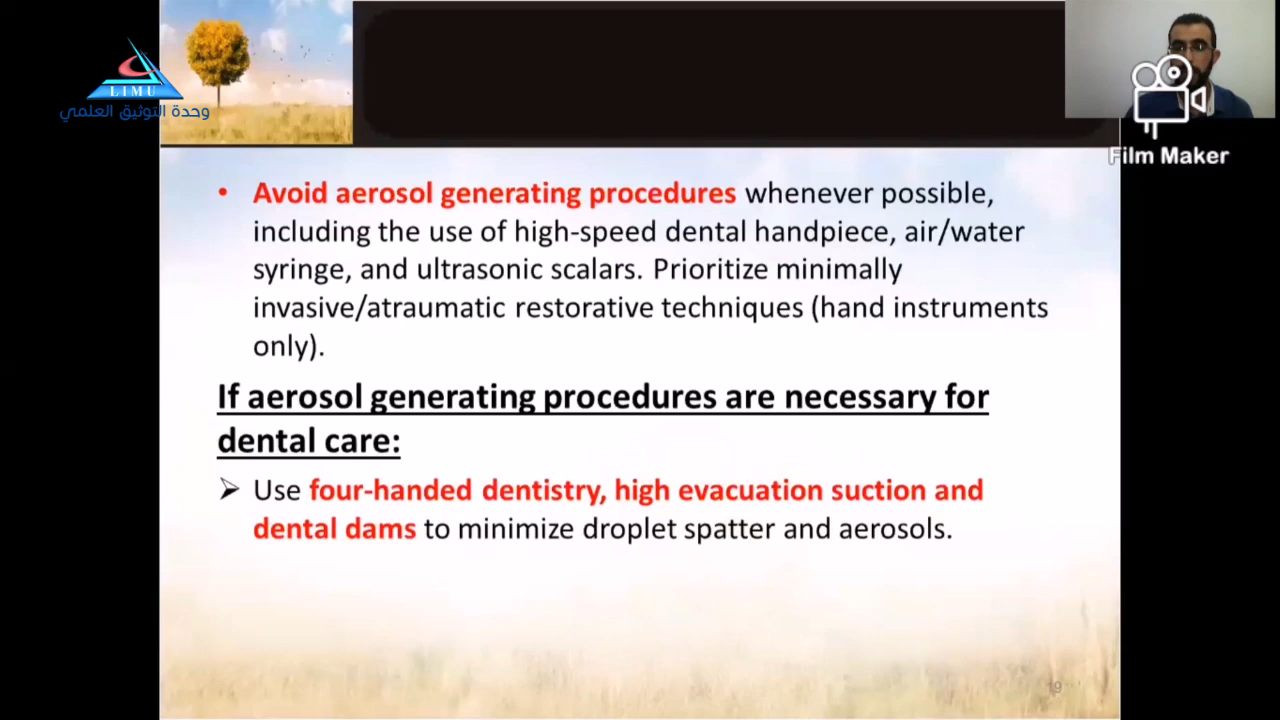 LIMU
وحدة التوثيق العلمي
Film Maker
• Avoid aerosol generating procedures whenever possible,
including the use of high-speed dental handpiece, air/water
syringe, and ultrasonic scalars. Prioritize minimally
invasive/atraumatic restorative techniques (hand instruments
only).
If aerosol generating procedures are necessary for
dental care:
➢ Use four-handed dentistry, high evacuation suction and
dental dams to minimize droplet spatter and aerosols.
19